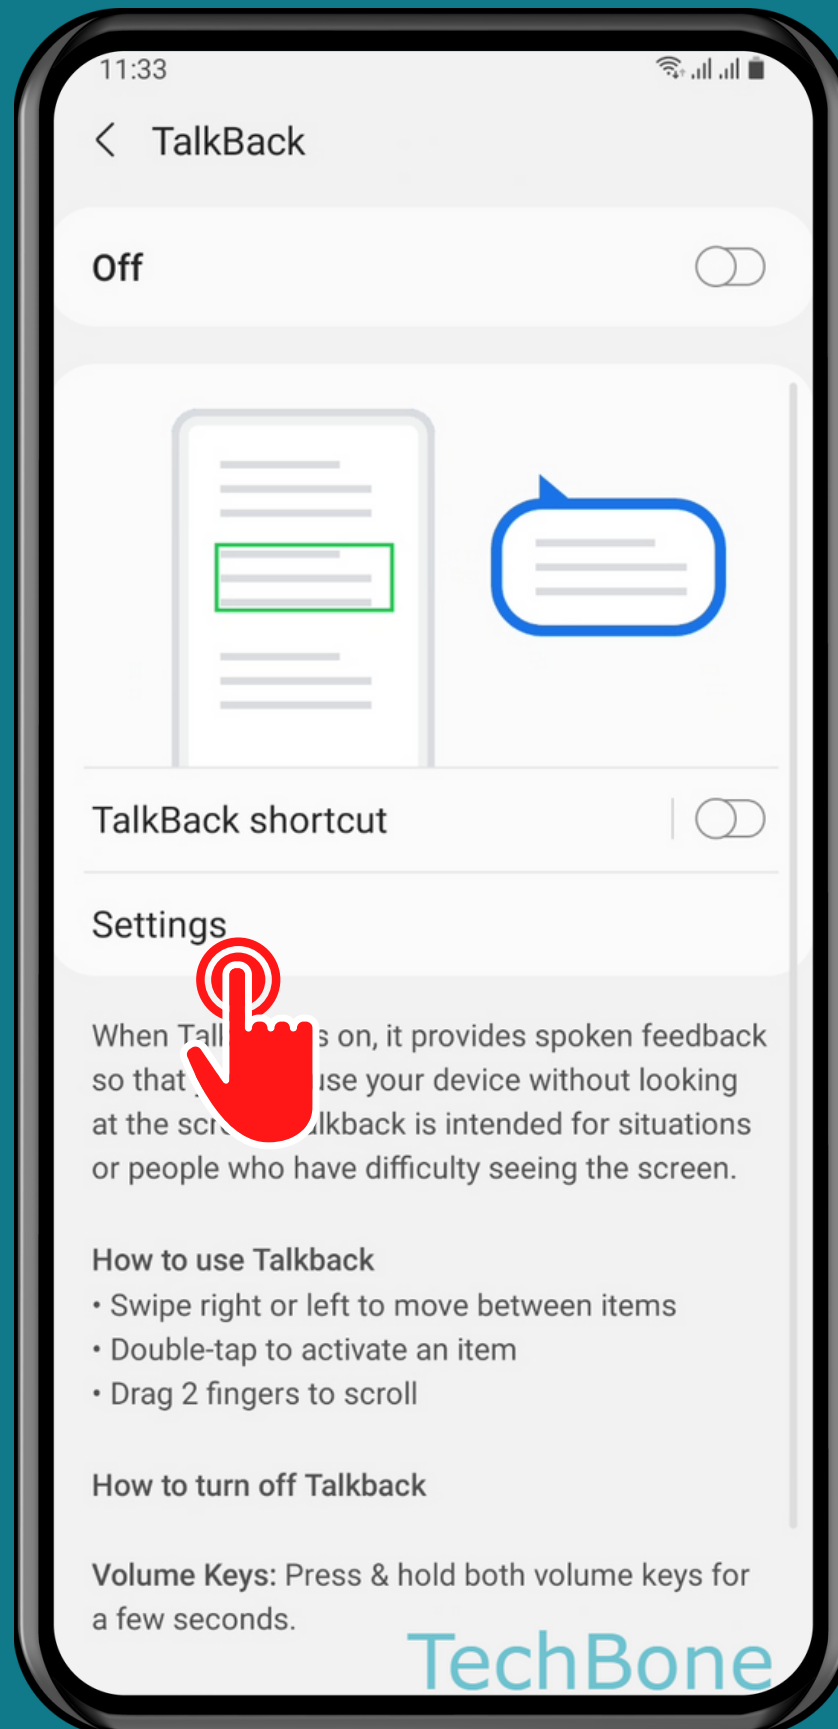 11:33
TalkBack
Off
TalkBack shortcut
Settings
When Tal s on, it provides spoken feedback
so that use your device without looking
at the scr lkback is intended for situations
or people who have difficulty seeing the screen.
How to use Talkback
• Swipe right or left to move between items
• Double-tap to activate an item
• Drag 2 fingers to scroll
How to turn off Talkback
Volume Keys: Press & hold both volume keys for
a few seconds.
TechBone